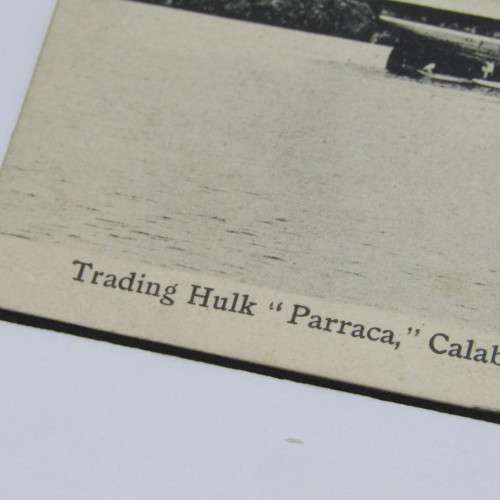 Trading Hulk "Parraca," Calab